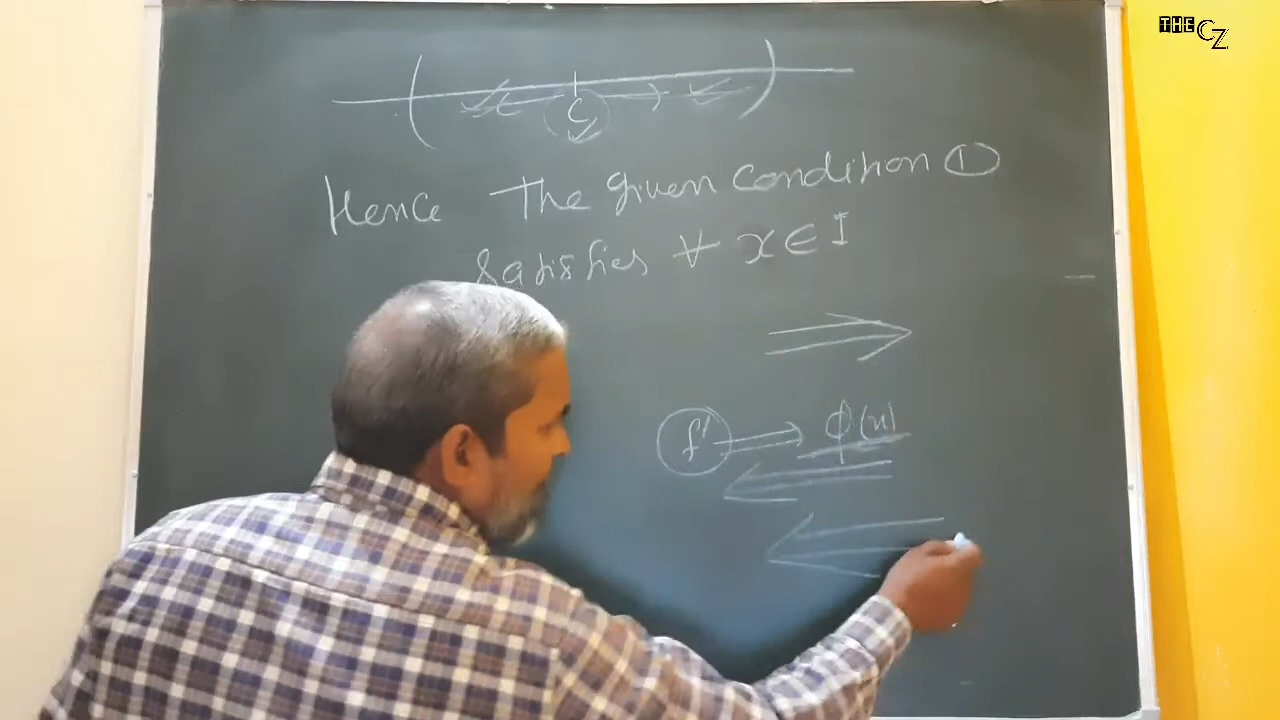 THE CZ
( C )
Hence The given condition ①
satisfies ∀ x ∈ I
⇒
f' ⇒ φ(x)
⇐
⇐